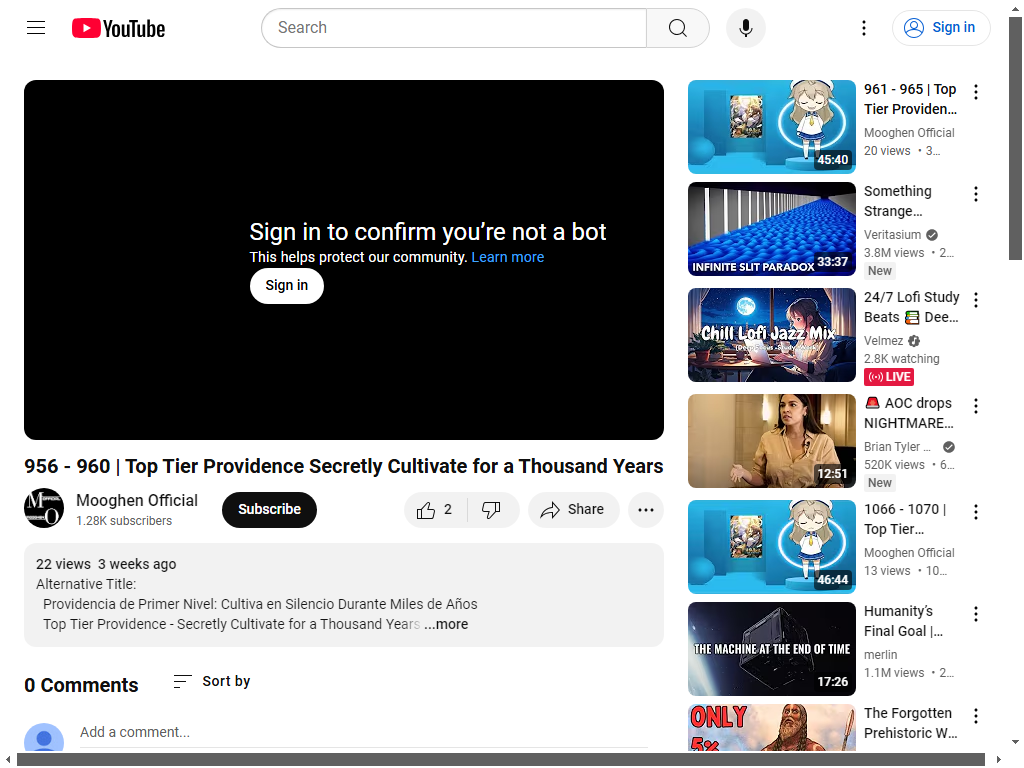 YouTube
Search
Sign in
Sign in to confirm you’re not a bot
This helps protect our community. Learn more
Sign in
956 - 960 | Top Tier Providence Secretly Cultivate for a Thousand Years
Mooghen Official
1.28K subscribers
Subscribe
2
Share
22 views 3 weeks ago
Alternative Title:
Providencia de Primer Nivel: Cultiva en Silencio Durante Miles de Años
Top Tier Providence - Secretly Cultivate for a Thousand Years ...more
0 Comments
Sort by
Add a comment...
45:40
961 - 965 | Top
Tier Providen...
Mooghen Official
20 views • 3...
INFINITE SLIT PARADOX
33:37
Something
Strange...
Veritasium
3.8M views • 2...
New
Chill Lofi Jazz Mix
24/7 Lofi Study
Beats 📚 Dee...
Velmez
2.8K watching
LIVE
12:51
🚨 AOC drops
NIGHTMARE...
Brian Tyler ...
520K views • 6...
New
46:44
1066 - 1070 |
Top Tier...
Mooghen Official
13 views • 10...
THE MACHINE AT THE END OF TIME
17:26
Humanity’s
Final Goal |...
merlin
1.1M views • 2...
ONLY
5%
The Forgotten
Prehistoric W...